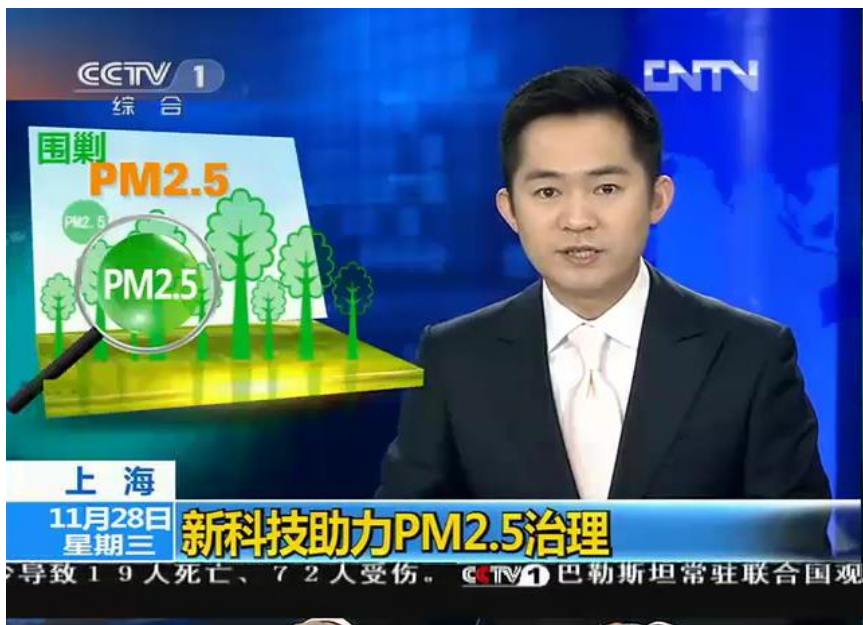 CCTV 1
综合
CNTV
围剿
PM2.5
PM2.5
PM2.5
上海
11月28日
星期三
新科技助力PM2.5治理
导致19人死亡、72人受伤。 CCTV1 巴勒斯坦常驻联合国观